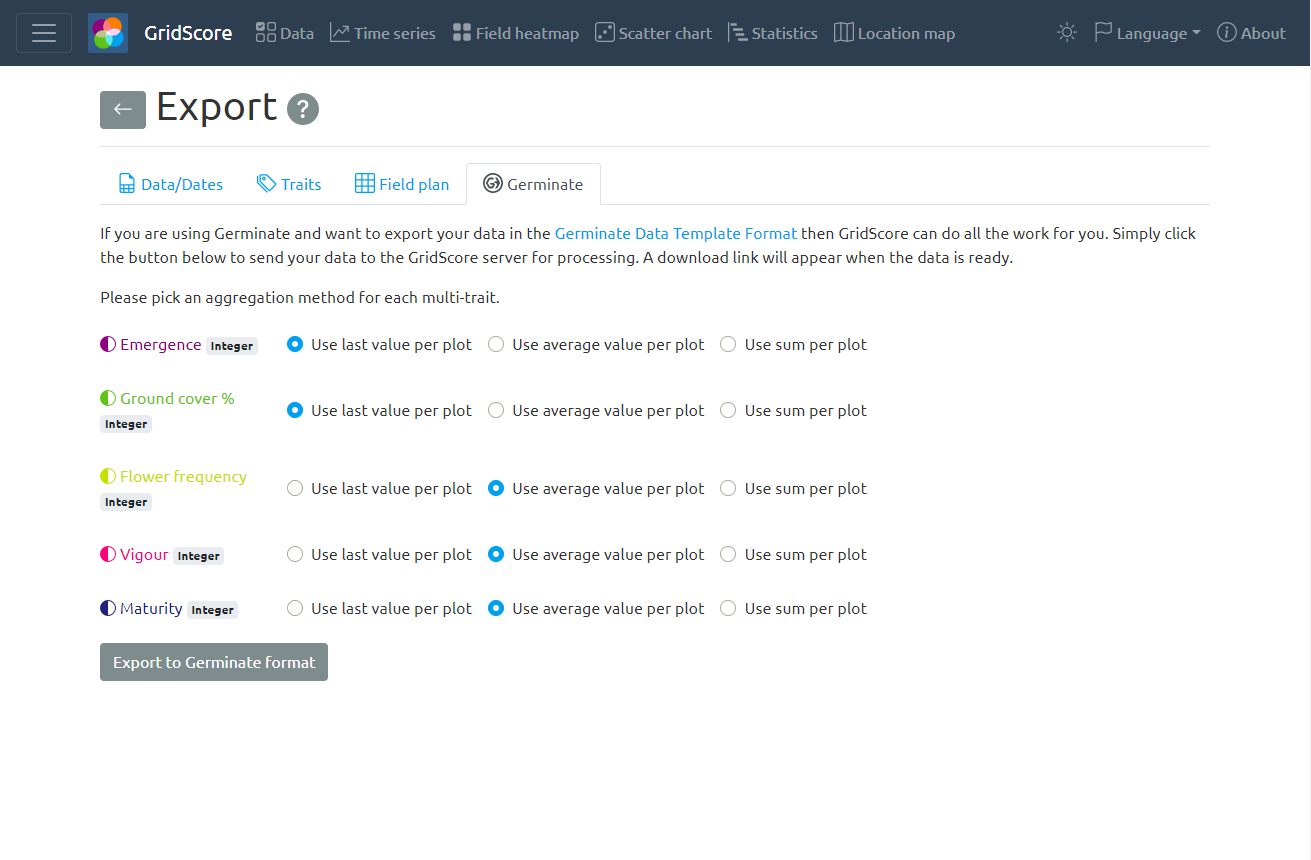 GridScore Data Time series Field heatmap Scatter chart Statistics Location map Language About
Export ?
Data/Dates Traits Field plan Germinate
If you are using Germinate and want to export your data in the Germinate Data Template Format then GridScore can do all the work for you. Simply click
the button below to send your data to the GridScore server for processing. A download link will appear when the data is ready.
Please pick an aggregation method for each multi-trait.
Emergence Integer Use last value per plot Use average value per plot Use sum per plot
Ground cover %
Integer
Use last value per plot Use average value per plot Use sum per plot
Flower frequency
Integer
Use last value per plot Use average value per plot Use sum per plot
Vigour Integer Use last value per plot Use average value per plot Use sum per plot
Maturity Integer Use last value per plot Use average value per plot Use sum per plot
Export to Germinate format